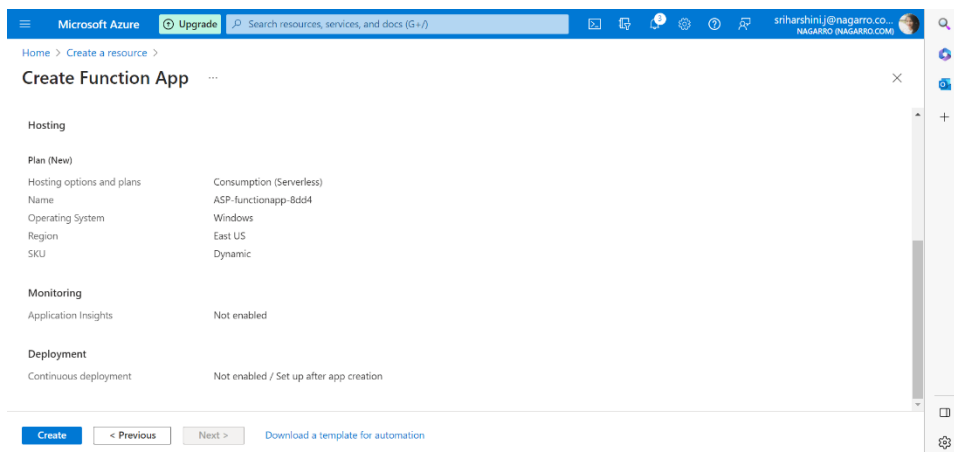 Microsoft Azure
Upgrade
Search resources, services, and docs (G+/)
3
sriharshini.j@nagarro.co...
NAGARRO (NAGARRO.COM)
Home > Create a resource >
Create Function App ...
Hosting
Plan (New)
Hosting options and plans Consumption (Serverless)
Name ASP-functionapp-8dd4
Operating System Windows
Region East US
SKU Dynamic
Monitoring
Application Insights Not enabled
Deployment
Continuous deployment Not enabled / Set up after app creation
Create < Previous Next > Download a template for automation